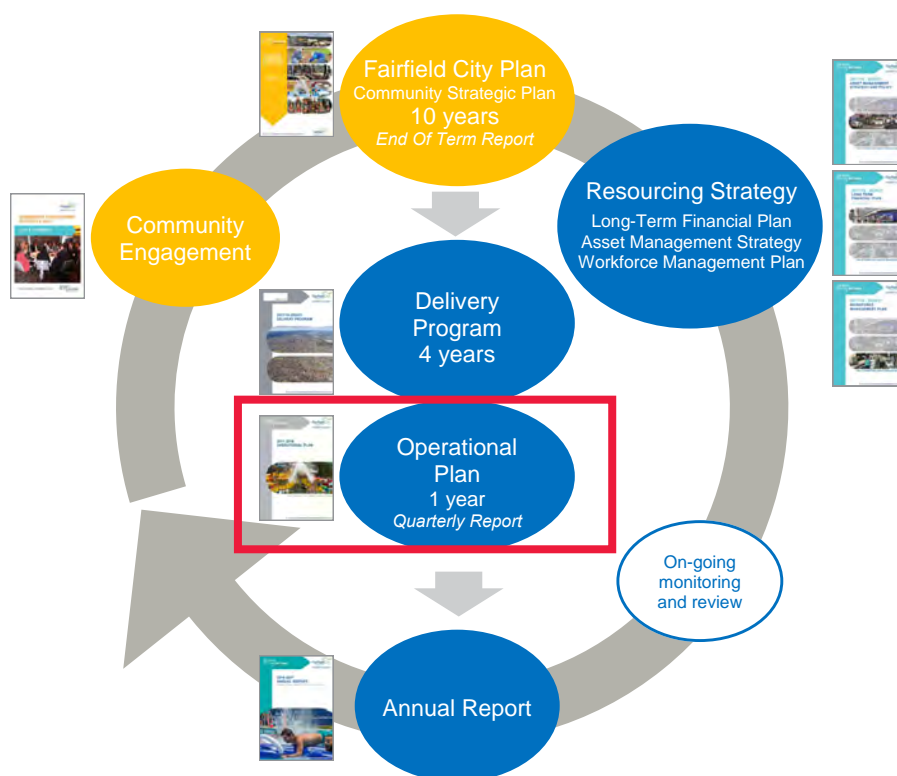 Fairfield City Plan
Community Strategic Plan
10 years
End Of Term Report
Community
Engagement
Resourcing Strategy
Long-Term Financial Plan
Asset Management Strategy
Workforce Management Plan
Delivery
Program
4 years
Operational
Plan
1 year
Quarterly Report
On-going
monitoring
and review
Annual Report